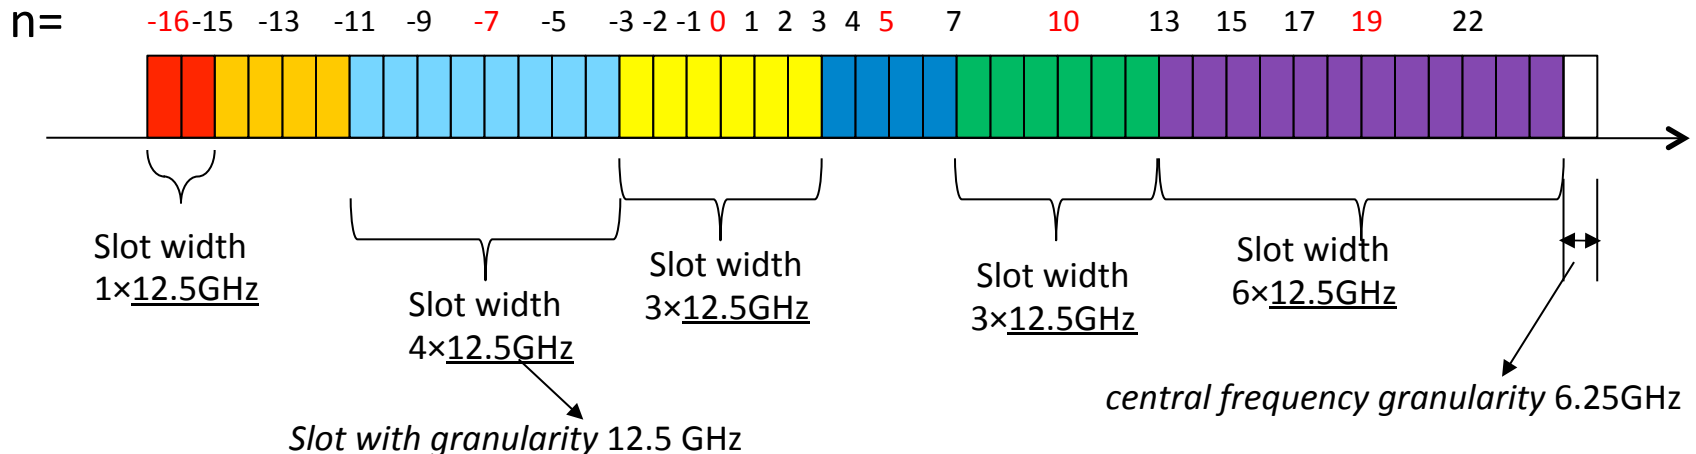 n= -16 -15 -13 -11 -9 -7 -5 -3 -2 -1 0 1 2 3 4 5 7 10 13 15 17 19 22
Slot width
1×12.5GHz
Slot width
4×12.5GHz
Slot width
3×12.5GHz
Slot width
3×12.5GHz
Slot width
6×12.5GHz
central frequency granularity 6.25GHz
Slot with granularity 12.5 GHz